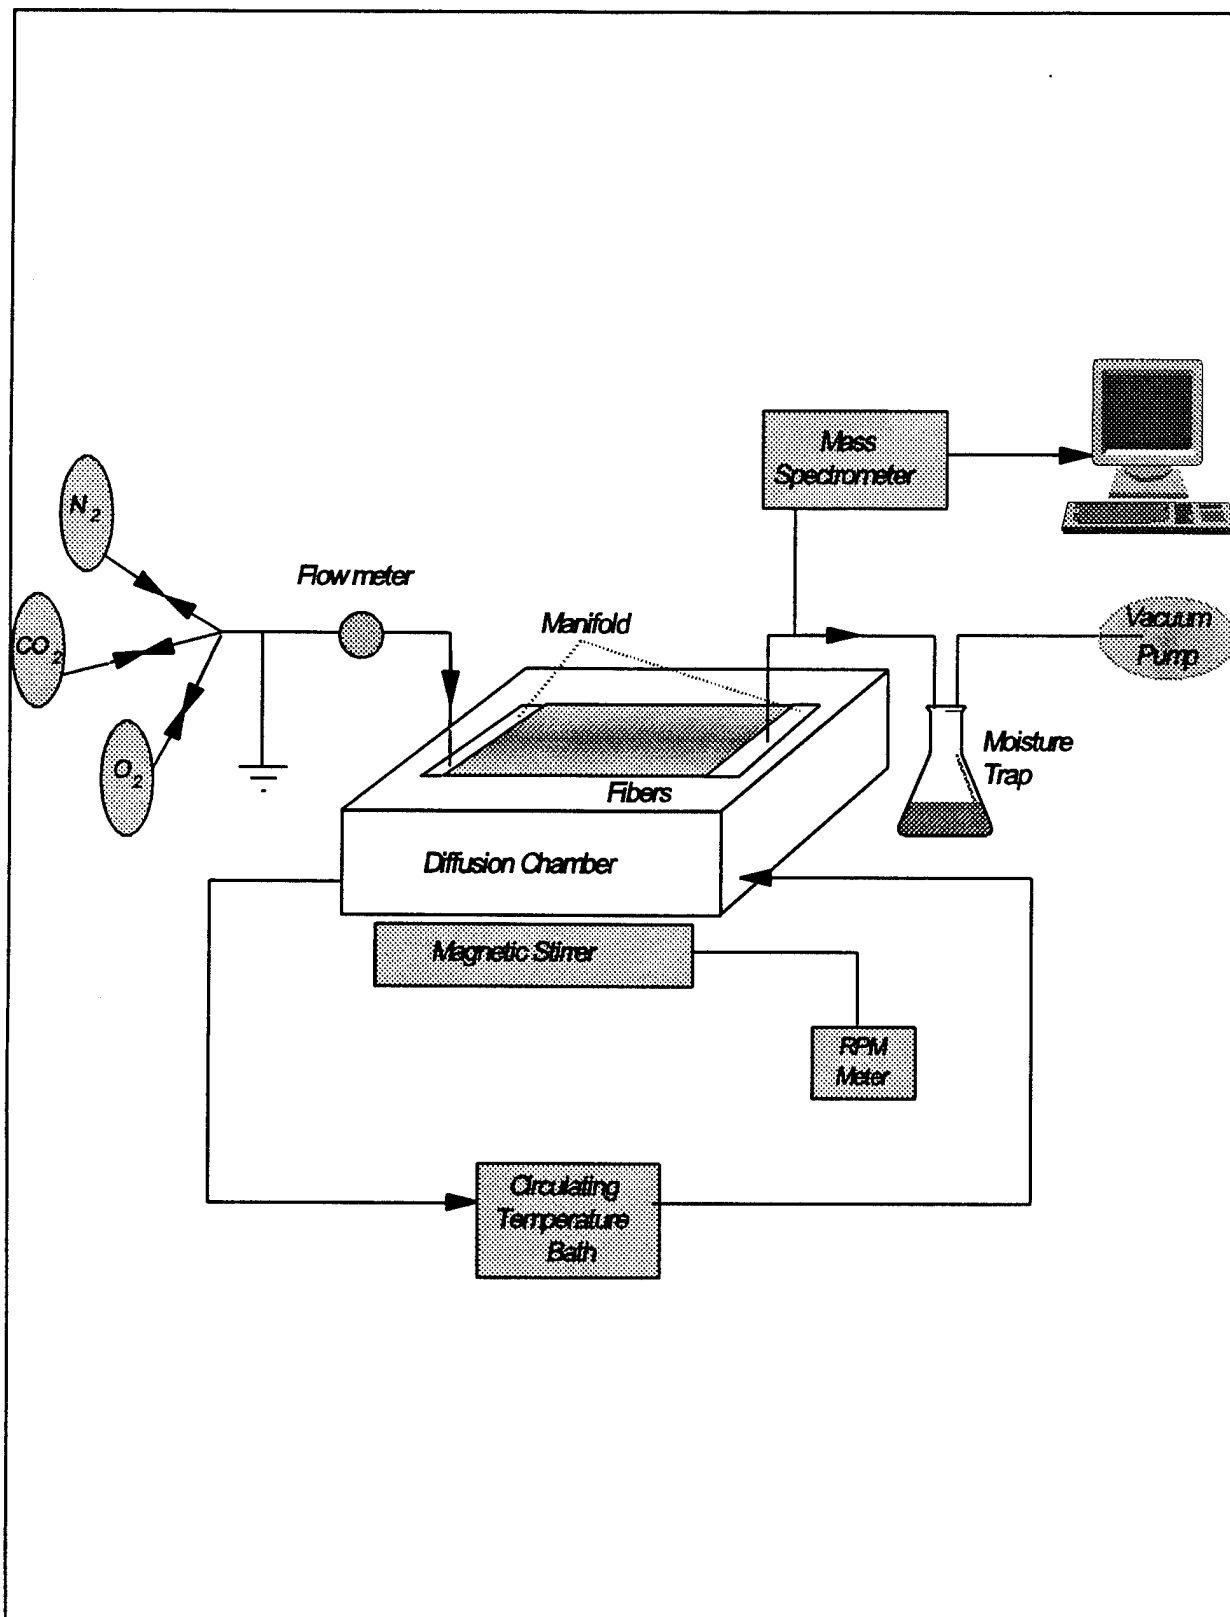 Mass
Spectrometer
N2
Flow meter
Manifold
Vacuum
Pump
CO2
Moisture
Trap
O2
Fibers
Diffusion Chamber
Magnetic Stirrer
RPM
Meter
Circulating
Temperature
Bath